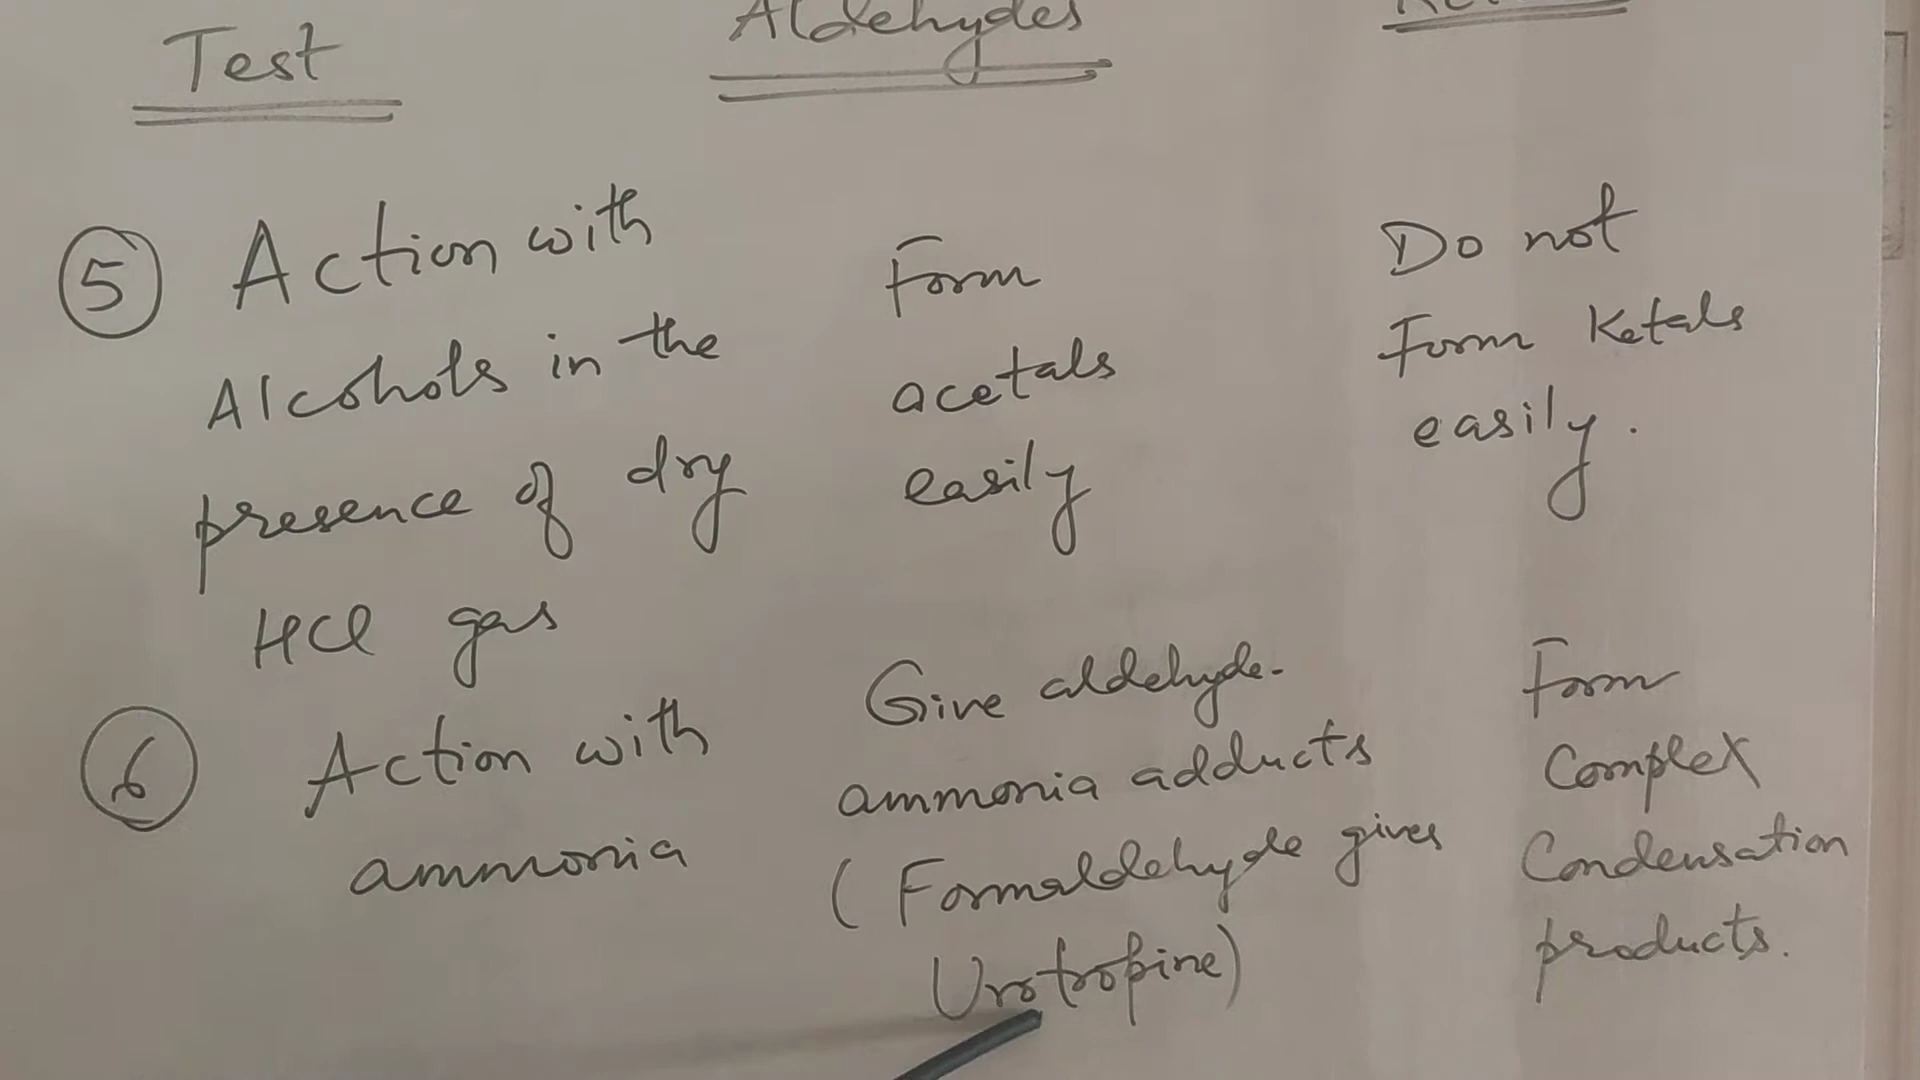 Test
Aldehydes
5 Action with
Alcohols in the
presence of dry
HCl gas
Form
acetals
easily
Do not
Form Ketals
easily.
6 Action with
ammonia
Give aldehyde-
ammonia adducts
(Formaldehyde gives
Urotropine)
Form
Complex
Condensation
products.